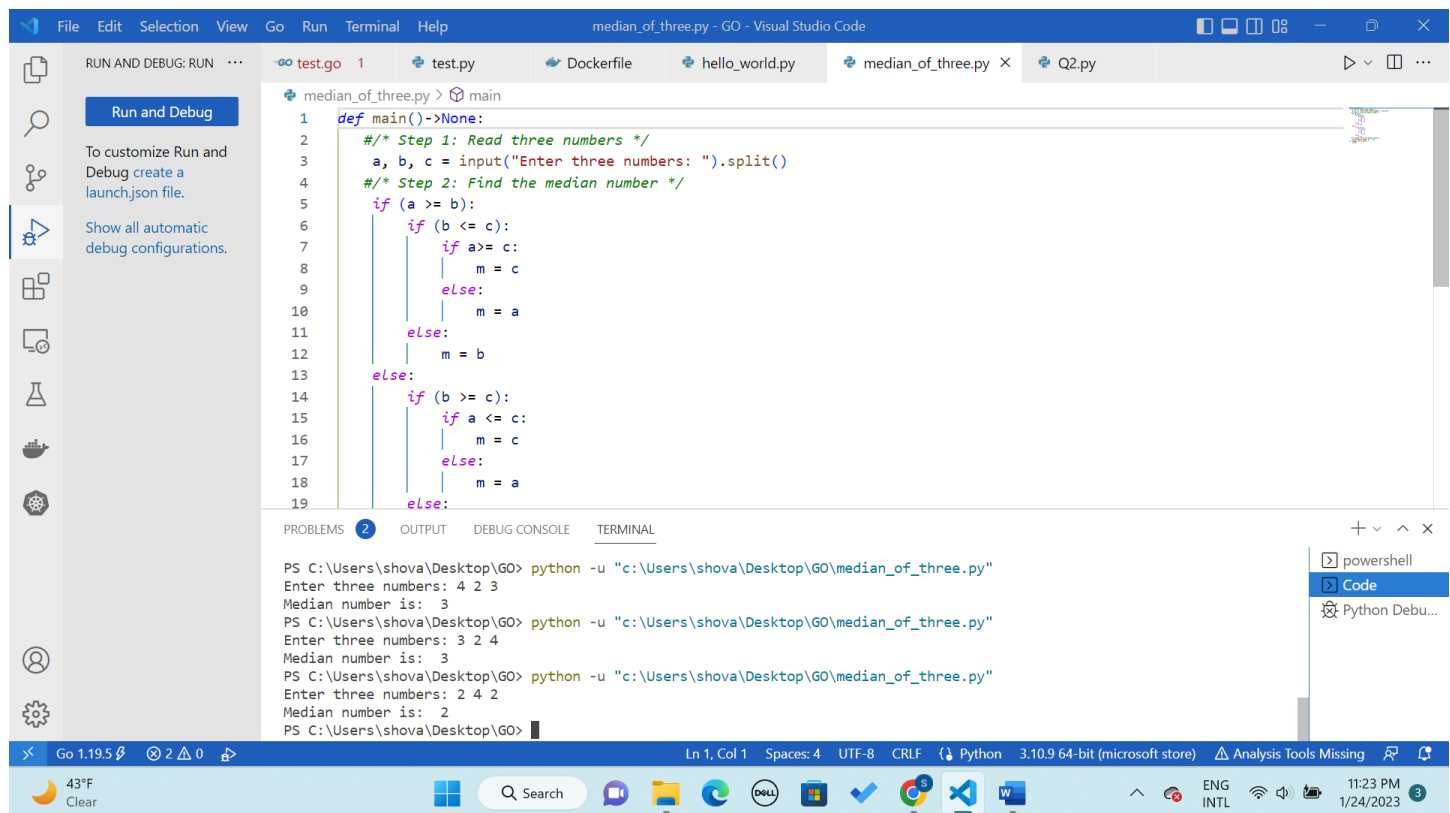 File Edit Selection View Go Run Terminal Help median_of_three.py - GO - Visual Studio Code
RUN AND DEBUG: RUN ···
test.go 1 test.py Dockerfile hello_world.py median_of_three.py Q2.py
median_of_three.py > main
Run and Debug
To customize Run and
Debug create a
launch.json file.
Show all automatic
debug configurations.
1 def main()->None:
2 #/* Step 1: Read three numbers */
3 a, b, c = input("Enter three numbers: ").split()
4 #/* Step 2: Find the median number */
5 if (a >= b):
6 if (b <= c):
7 if a>= c:
8 m = c
9 else:
10 m = a
11 else:
12 m = b
13 else:
14 if (b >= c):
15 if a <= c:
16 m = c
17 else:
18 m = a
19 else:
PROBLEMS 2 OUTPUT DEBUG CONSOLE TERMINAL
PS C:\Users\shova\Desktop\GO> python -u "c:\Users\shova\Desktop\GO\median_of_three.py"
Enter three numbers: 4 2 3
Median number is:  3
PS C:\Users\shova\Desktop\GO> python -u "c:\Users\shova\Desktop\GO\median_of_three.py"
Enter three numbers: 3 2 4
Median number is:  3
PS C:\Users\shova\Desktop\GO> python -u "c:\Users\shova\Desktop\GO\median_of_three.py"
Enter three numbers: 2 4 2
Median number is:  2
PS C:\Users\shova\Desktop\GO>
powershell
Code
Python Debu...
Go 1.19.5 2 0 Ln 1, Col 1 Spaces: 4 UTF-8 CRLF Python 3.10.9 64-bit (microsoft store) Analysis Tools Missing
43°F
Clear
Search
DELL
S
W
ENG
INTL
11:23 PM
1/24/2023
3